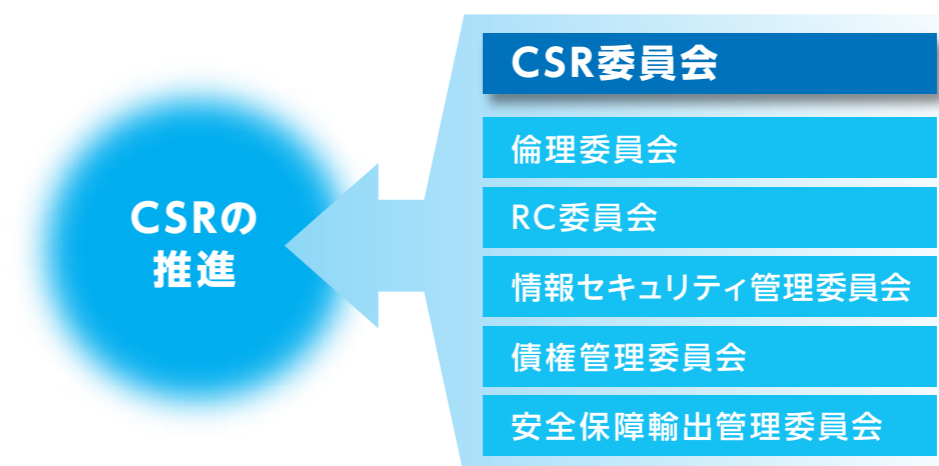 CSRの
推進
CSR委員会
倫理委員会
RC委員会
情報セキュリティ管理委員会
債権管理委員会
安全保障輸出管理委員会